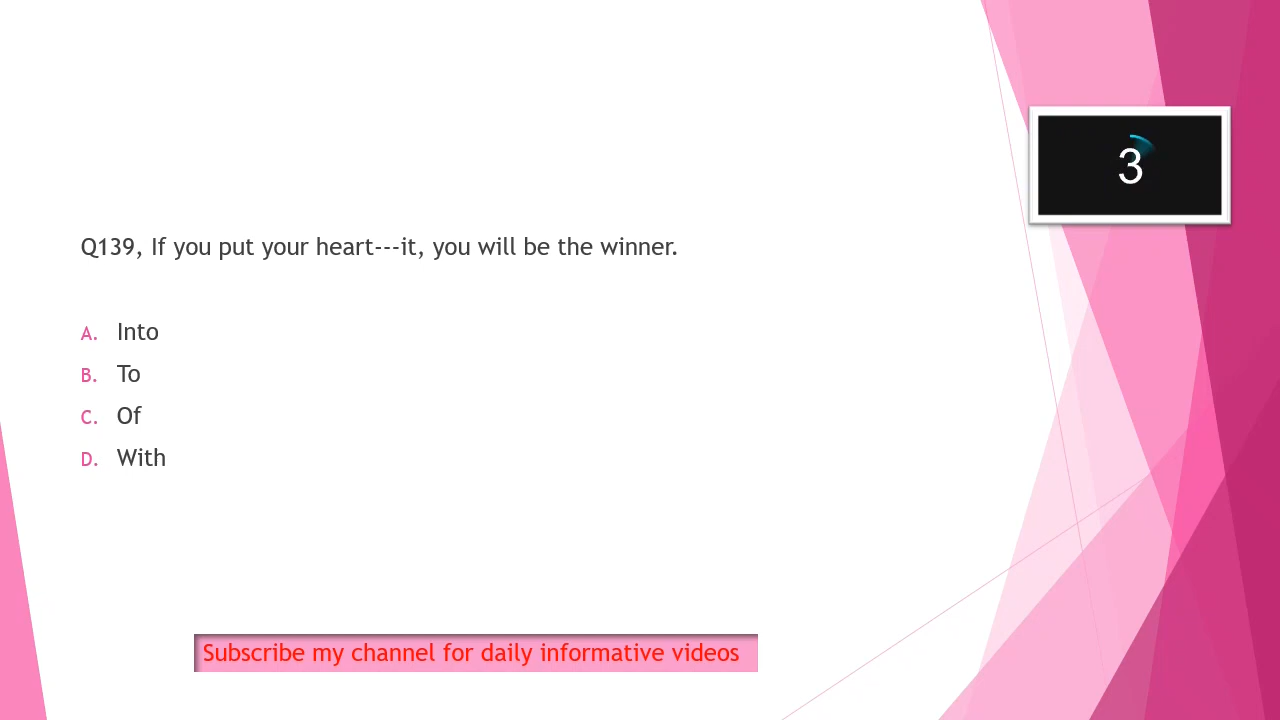 3
Q139, If you put your heart---it, you will be the winner.
A. Into
B. To
C. Of
D. With
Subscribe my channel for daily informative videos